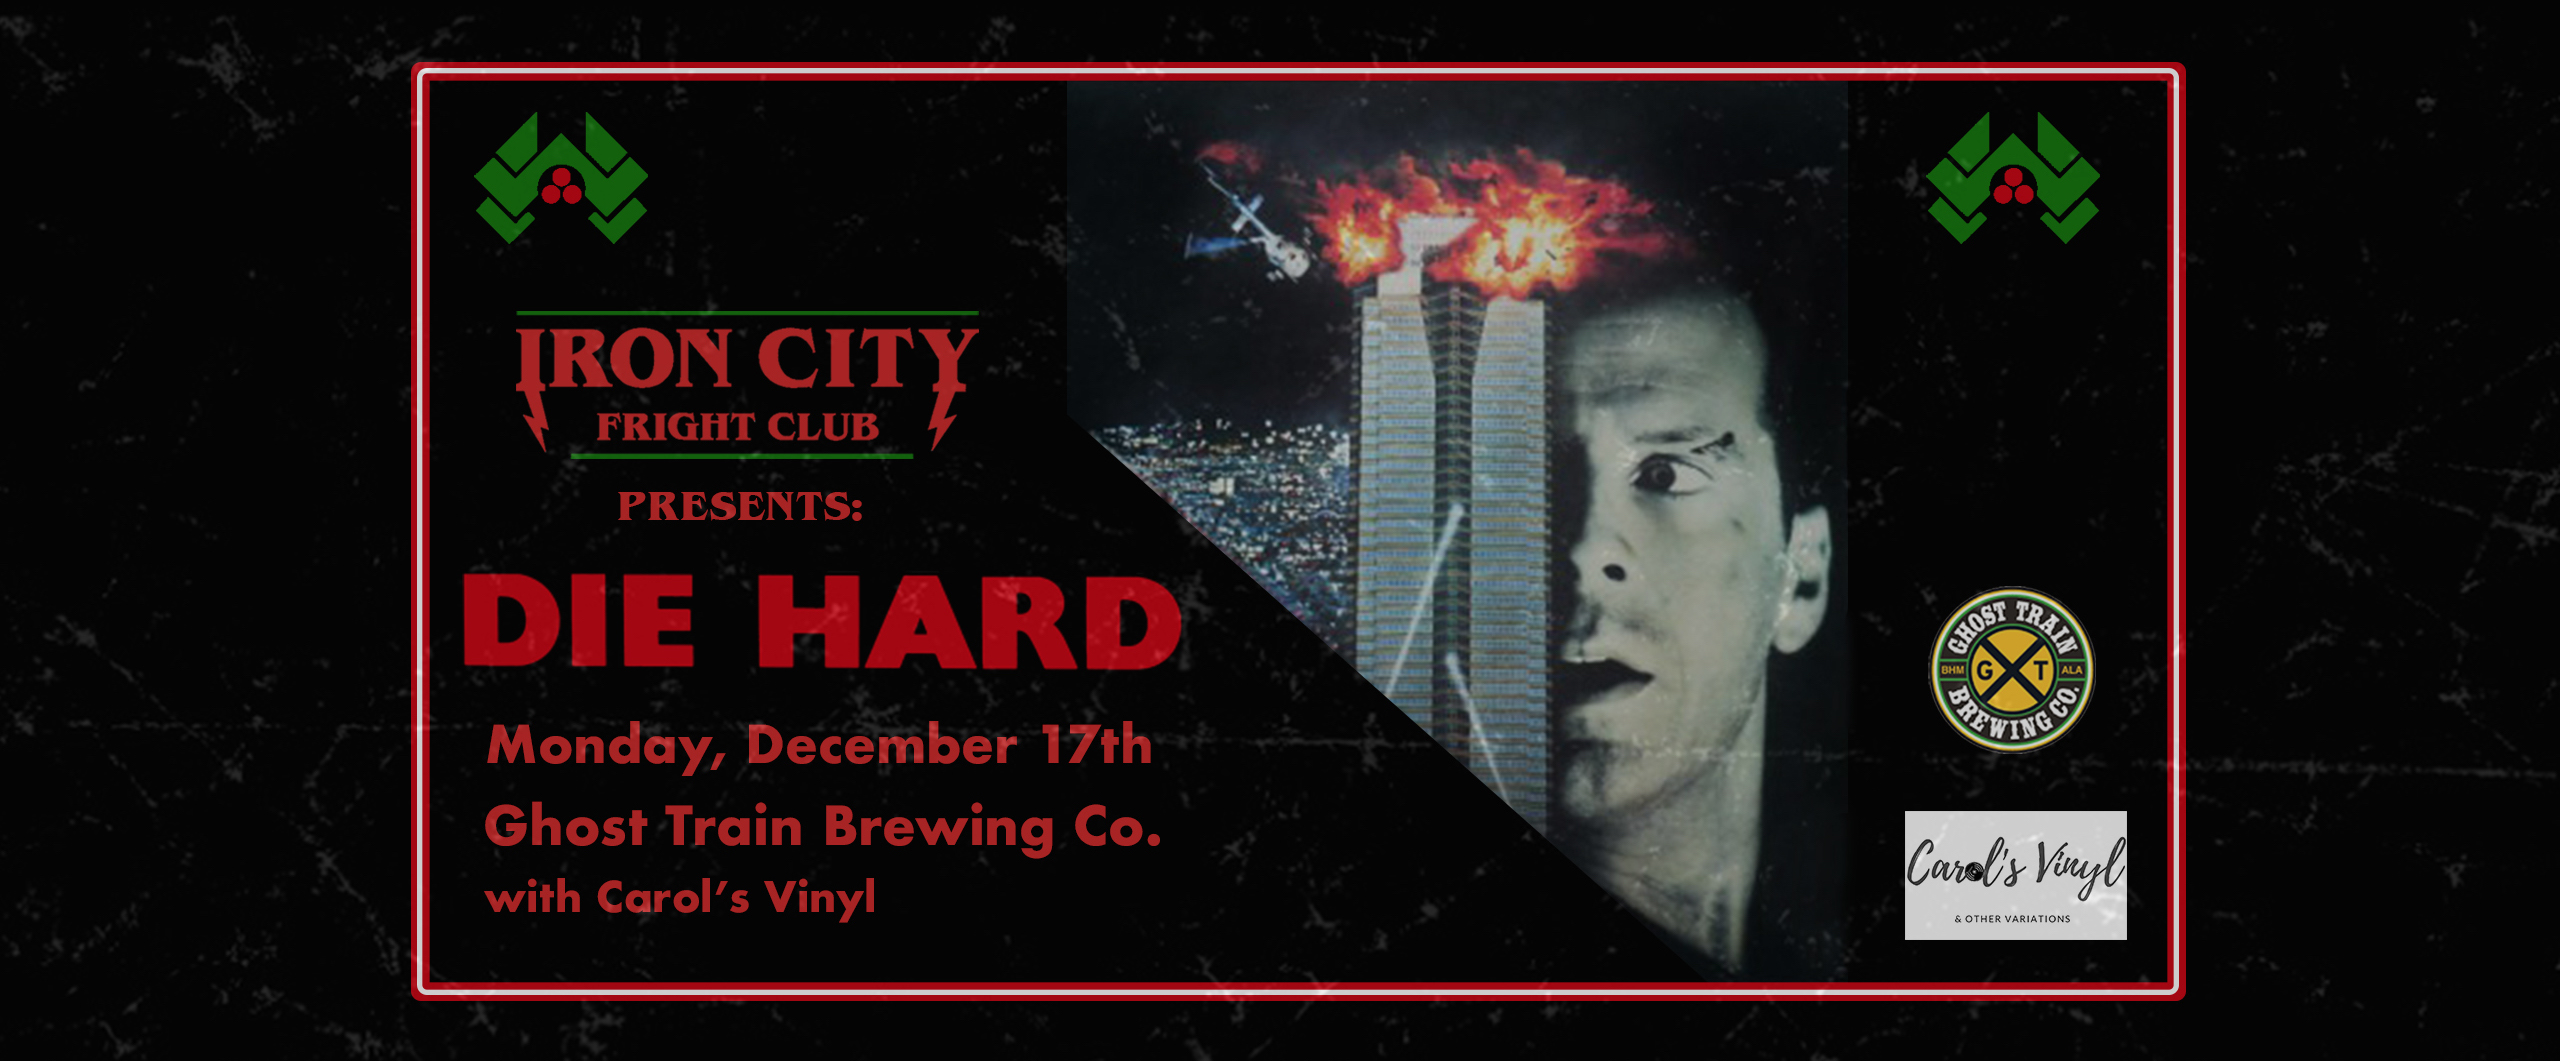 IRON CITY
FRIGHT CLUB
PRESENTS:
DIE HARD
Monday, December 17th
Ghost Train Brewing Co.
with Carol's Vinyl
GHOST TRAIN
BHM G T ALA
BREWING CO.
Carol's Vinyl
& OTHER VARIATIONS